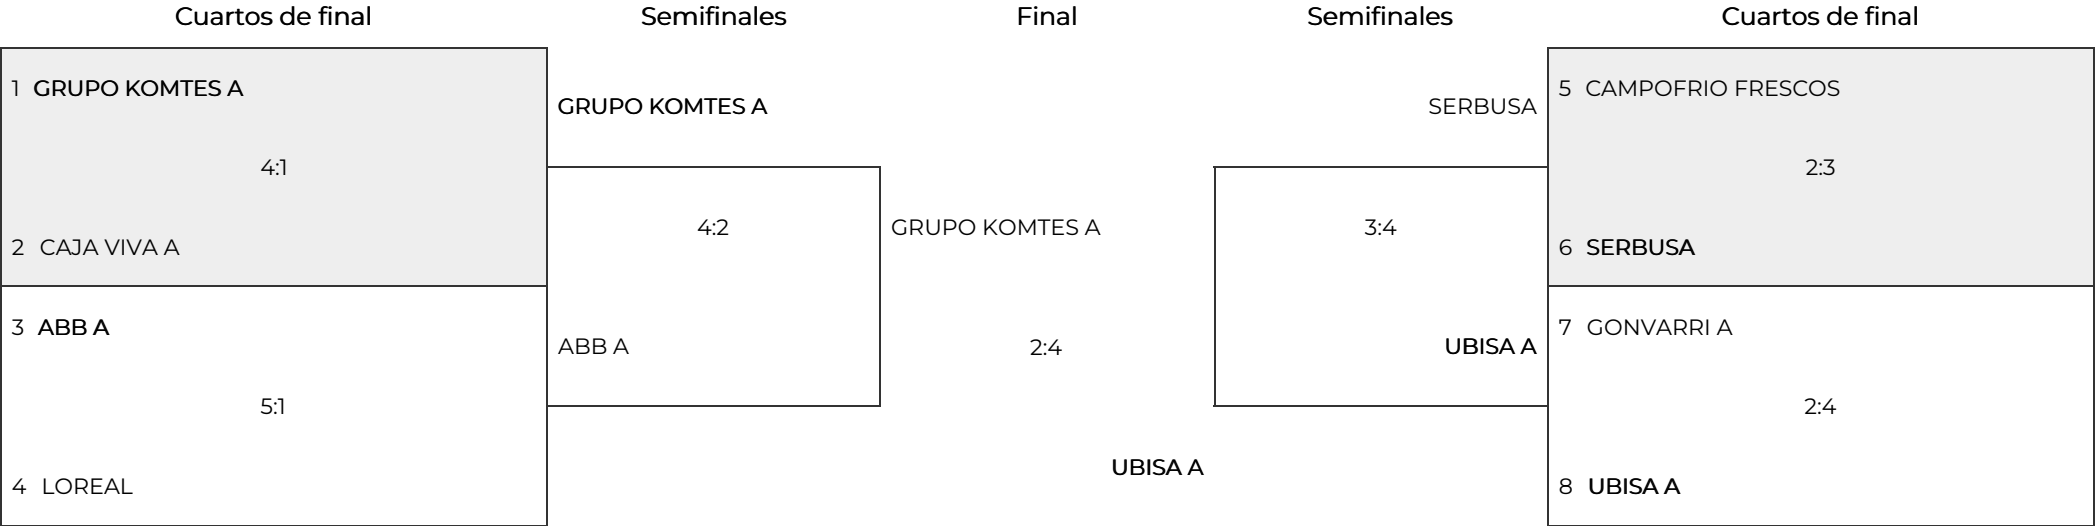 Cuartos de final
Semifinales
Final
Semifinales
Cuartos de final
1 GRUPO KOMTES A
4:1
2 CAJA VIVA A
3 ABB A
5:1
4 LOREAL
GRUPO KOMTES A
4:2
ABB A
GRUPO KOMTES A
2:4
UBISA A
SERBUSA
3:4
UBISA A
5 CAMPOFRIO FRESCOS
2:3
6 SERBUSA
7 GONVARRI A
2:4
8 UBISA A